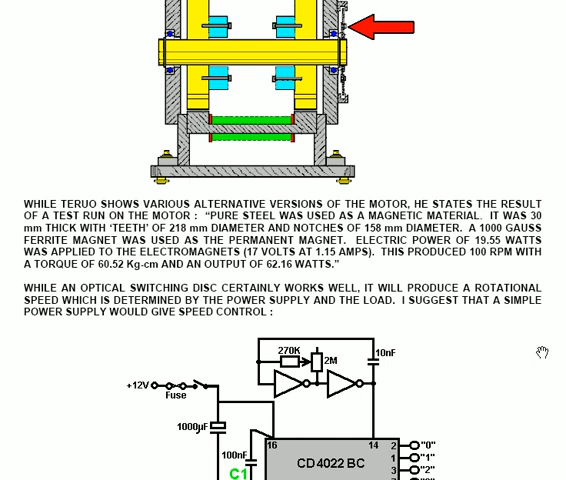 WHILE TERUO SHOWS VARIOUS ALTERNATIVE VERSIONS OF THE MOTOR, HE STATES THE RESULT
OF A TEST RUN ON THE MOTOR : "PURE STEEL WAS USED AS A MAGNETIC MATERIAL. IT WAS 30
mm THICK WITH 'TEETH' OF 218 mm DIAMETER AND NOTCHES OF 158 mm DIAMETER. A 1000 GAUSS
FERRITE MAGNET WAS USED AS THE PERMANENT MAGNET. ELECTRIC POWER OF 19.55 WATTS
WAS APPLIED TO THE ELECTROMAGNETS (17 VOLTS AT 1.15 AMPS). THIS PRODUCED 100 RPM WITH
A TORQUE OF 60.52 Kg-cm AND AN OUTPUT OF 62.16 WATTS."
WHILE AN OPTICAL SWITCHING DISC CERTAINLY WORKS WELL, IT WILL PRODUCE A ROTATIONAL
SPEED WHICH IS DETERMINED BY THE POWER SUPPLY AND THE LOAD. I SUGGEST THAT A SIMPLE
POWER SUPPLY WOULD GIVE SPEED CONTROL :
270K
2M
10nF
+12V
Fuse
1000µF
100nF
C1
16
14
CD4022 BC
2 "0"
1 "1"
3 "2"